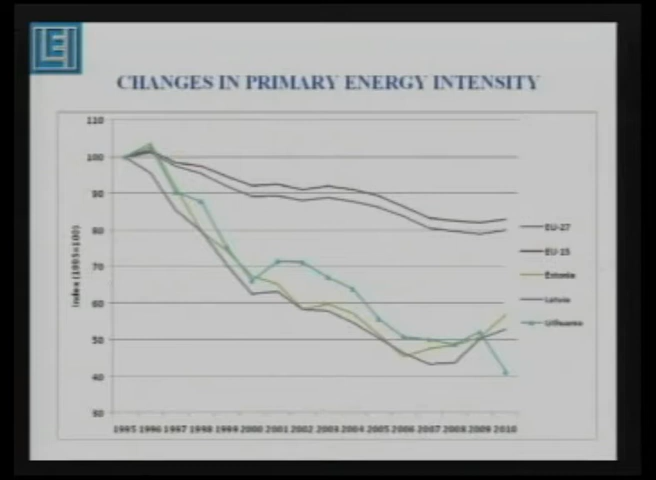 LEI
CHANGES IN PRIMARY ENERGY INTENSITY
110
100
90
80
70
60
50
40
30
Index (1995=100)
1995 1996 1997 1998 1999 2000 2001 2002 2003 2004 2005 2006 2007 2008 2009 2010
EU-27
EU-15
Estonia
Latvia
Lithuania